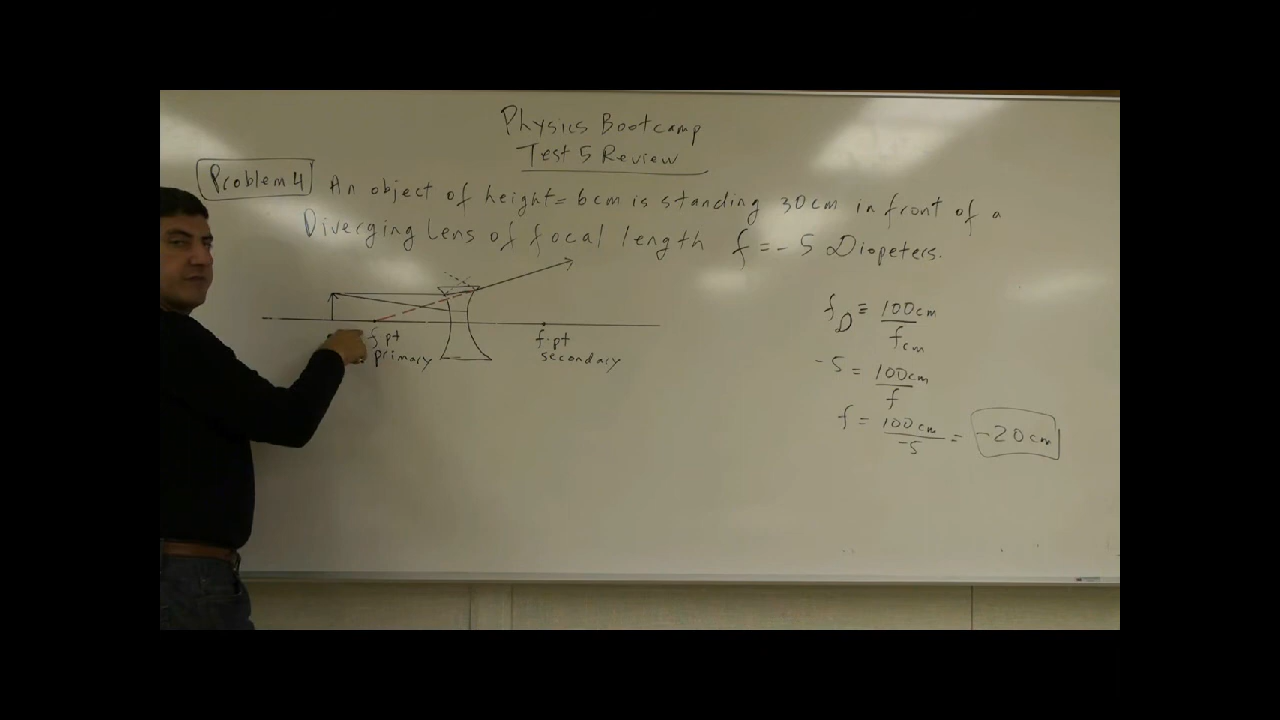 Physics Bootcamp
Test 5 Review
Problem 4 An object of height = 6cm is standing 30cm in front of a
Diverging Lens of focal length f = -5 Diopeters.
f.pt
primary
f.pt
secondary
f_D = 100cm / f_cm
-5 = 100cm / f
f = 100cm / -5 = -20cm